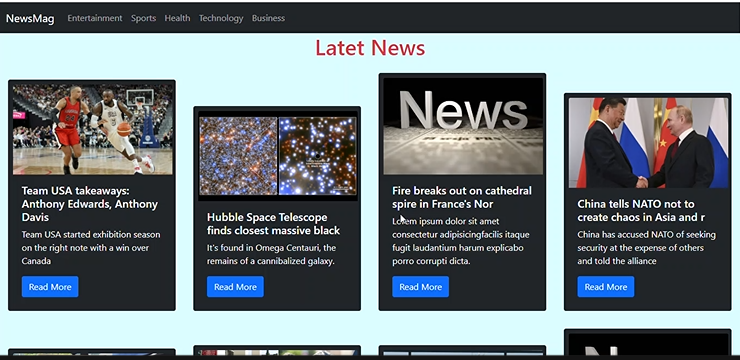 NewsMag Entertainment Sports Health Technology Business
Latet News
Team USA takeaways:
Anthony Edwards, Anthony
Davis
Team USA started exhibition season
on the right note with a win over
Canada
Read More
Hubble Space Telescope
finds closest massive black
It's found in Omega Centauri, the
remains of a cannibalized galaxy.
Read More
News
Fire breaks out on cathedral
spire in France's Nor
Lorem ipsum dolor sit amet
consectetur adipisicingfacilis itaque
fugit laudantium harum explicabo
porro corrupti dicta.
Read More
China tells NATO not to
create chaos in Asia and r
China has accused NATO of seeking
security at the expense of others
and told the alliance
Read More